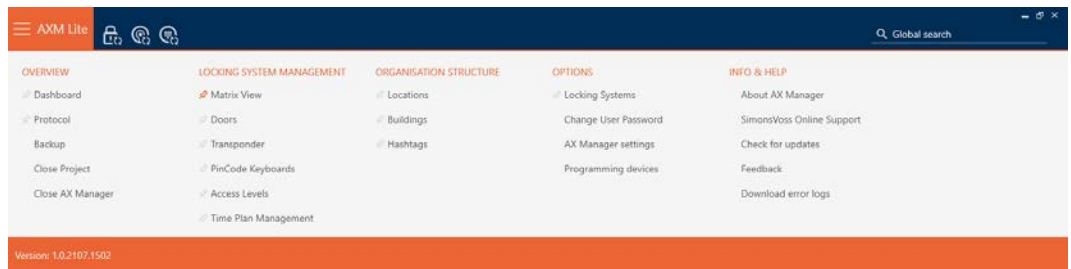 AXM Lite
Global search
OVERVIEW
Dashboard
Protocol
Backup
Close Project
Close AX Manager
LOCKING SYSTEM MANAGEMENT
Matrix View
Doors
Transponder
PinCode Keyboards
Access Levels
Time Plan Management
ORGANISATION STRUCTURE
Locations
Buildings
Hashtags
OPTIONS
Locking Systems
Change User Password
AX Manager settings
Programming devices
INFO & HELP
About AX Manager
SimonsVoss Online Support
Check for updates
Feedback
Download error logs
Version: 1.0.2107.1502